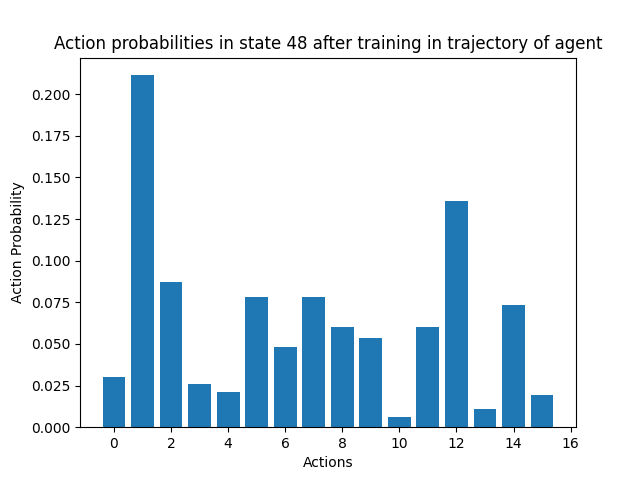 Action probabilities in state 48 after training in trajectory of agent
0.200
0.175
0.150
0.125
0.100
0.075
0.050
0.025
0.000
Action Probability
0 2 4 6 8 10 12 14 16
Actions